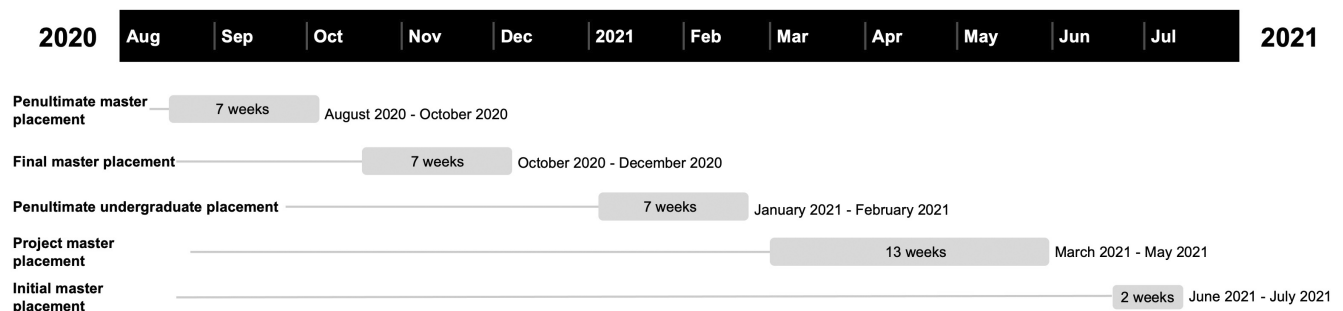 2020 Aug Sep Oct Nov Dec 2021 Feb Mar Apr May Jun Jul 2021
Penultimate master
placement
7 weeks
August 2020 - October 2020
Final master placement
7 weeks
October 2020 - December 2020
Penultimate undergraduate placement
7 weeks
January 2021 - February 2021
Project master
placement
13 weeks
March 2021 - May 2021
Initial master
placement
2 weeks
June 2021 - July 2021